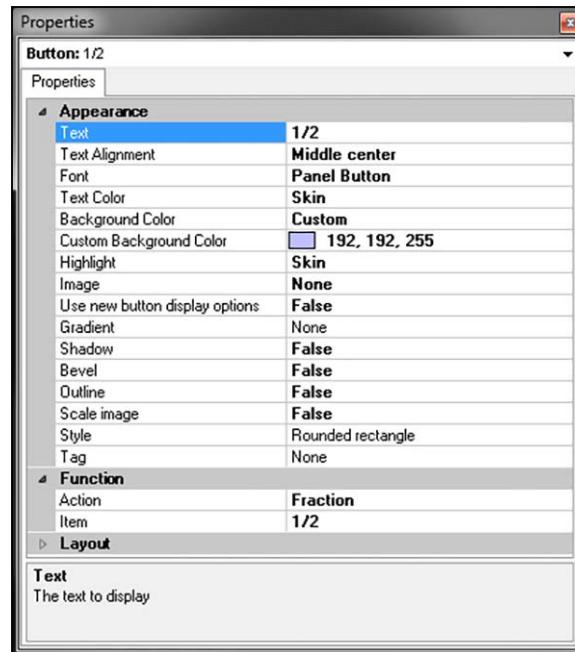 Properties
Button: 1/2
Properties
Appearance
Text 1/2
Text Alignment Middle center
Font Panel Button
Text Color Skin
Background Color Custom
Custom Background Color 192, 192, 255
Highlight Skin
Image None
Use new button display options False
Gradient None
Shadow False
Bevel False
Outline False
Scale image False
Style Rounded rectangle
Tag None
Function
Action Fraction
Item 1/2
Layout
Text
The text to display